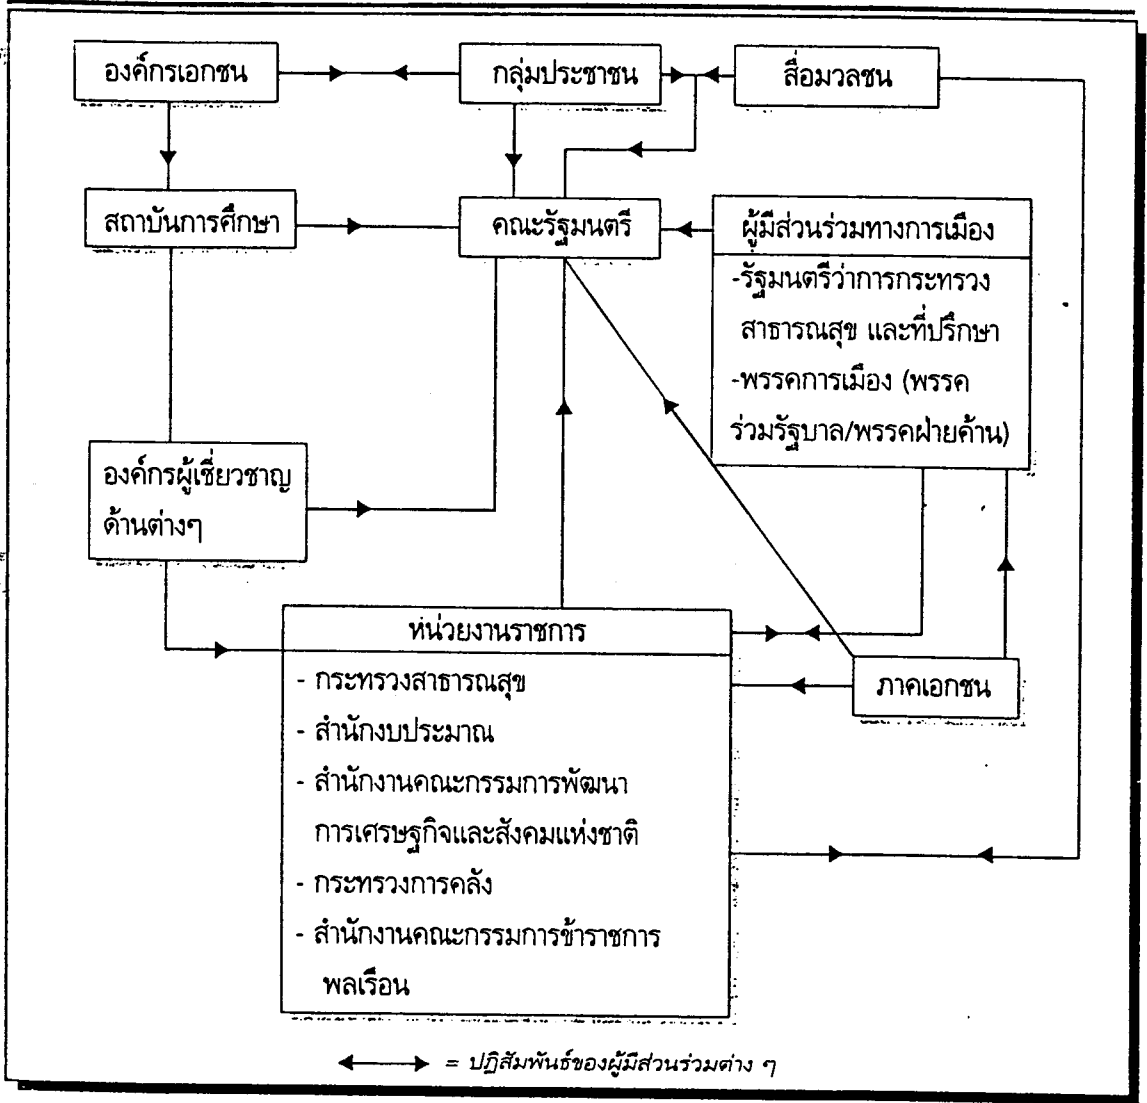 องค์กรเอกชน
กลุ่มประชาชน
สื่อมวลชน
สถาบันการศึกษา
คณะรัฐมนตรี
ผู้มีส่วนร่วมทางการเมือง
-รัฐมนตรีว่าการกระทรวง
สาธารณสุข และที่ปรึกษา
-พรรคการเมือง (พรรค
ร่วมรัฐบาล/พรรคฝ่ายค้าน)
องค์กรผู้เชี่ยวชาญ
ด้านต่างๆ
หน่วยงานราชการ
- กระทรวงสาธารณสุข
- สำนักงบประมาณ
- สำนักงานคณะกรรมการพัฒนา
การเศรษฐกิจและสังคมแห่งชาติ
- กระทรวงการคลัง
- สำนักงานคณะกรรมการข้าราชการ
พลเรือน
ภาคเอกชน
= ปฏิสัมพันธ์ของผู้มีส่วนร่วมต่าง ๆ